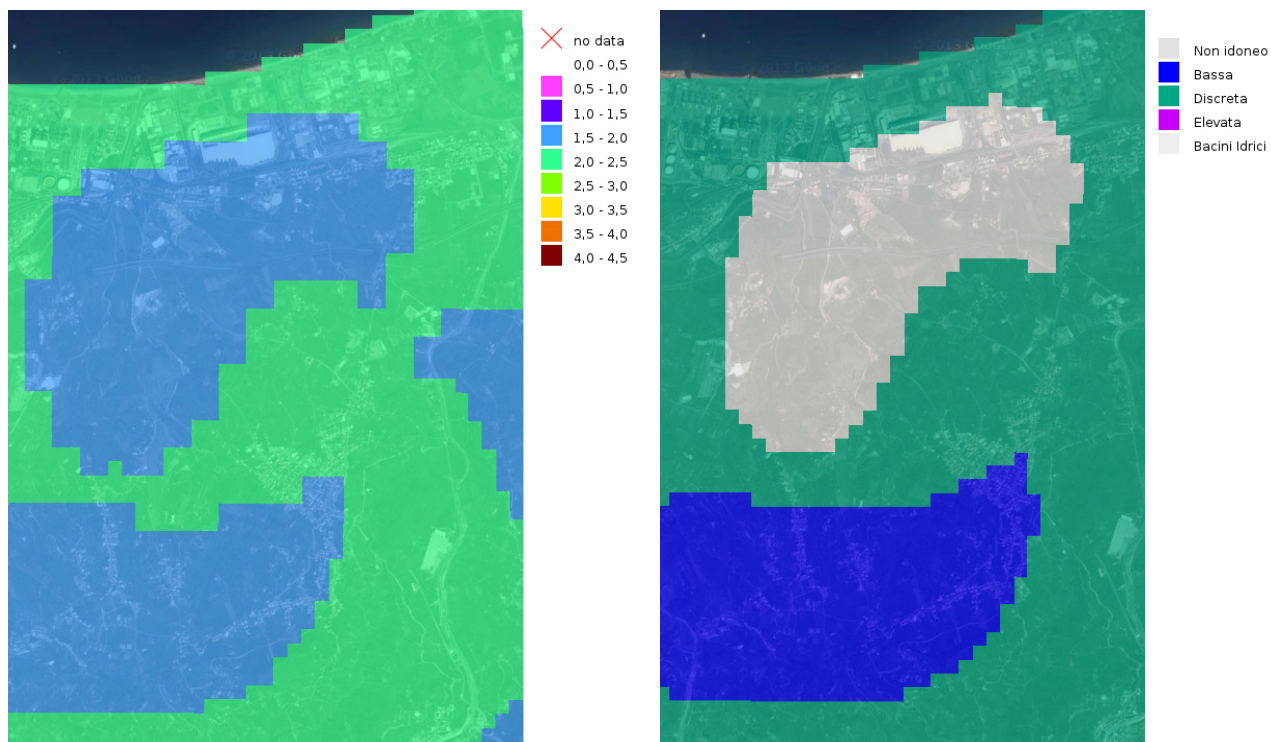 no data
0,0 - 0,5
0,5 - 1,0
1,0 - 1,5
1,5 - 2,0
2,0 - 2,5
2,5 - 3,0
3,0 - 3,5
3,5 - 4,0
4,0 - 4,5
Non idoneo
Bassa
Discreta
Elevata
Bacini Idrici